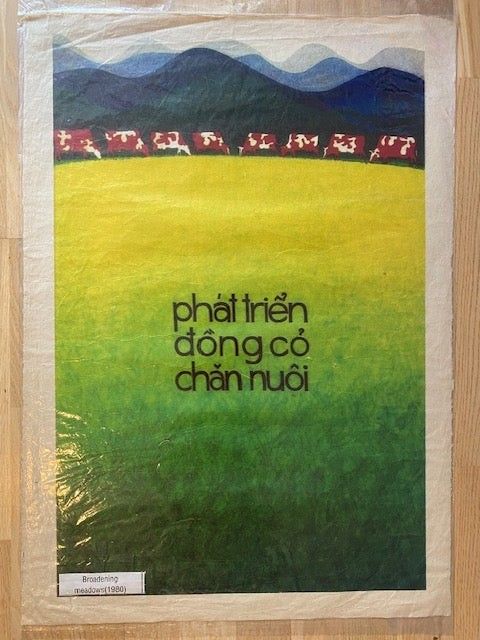 phát triển
đồng cỏ
chăn nuôi
Broadening
meadows(1980)